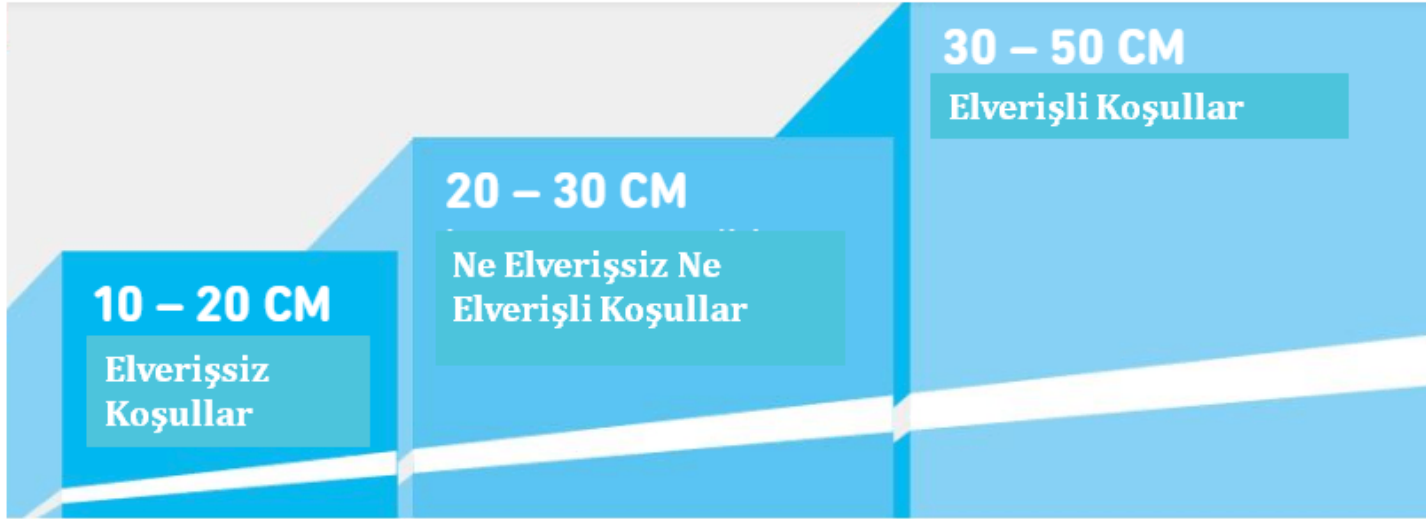 10 – 20 CM
Elverişsiz
Koşullar
20 – 30 CM
Ne Elverişsiz Ne
Elverişli Koşullar
30 – 50 CM
Elverişli Koşullar